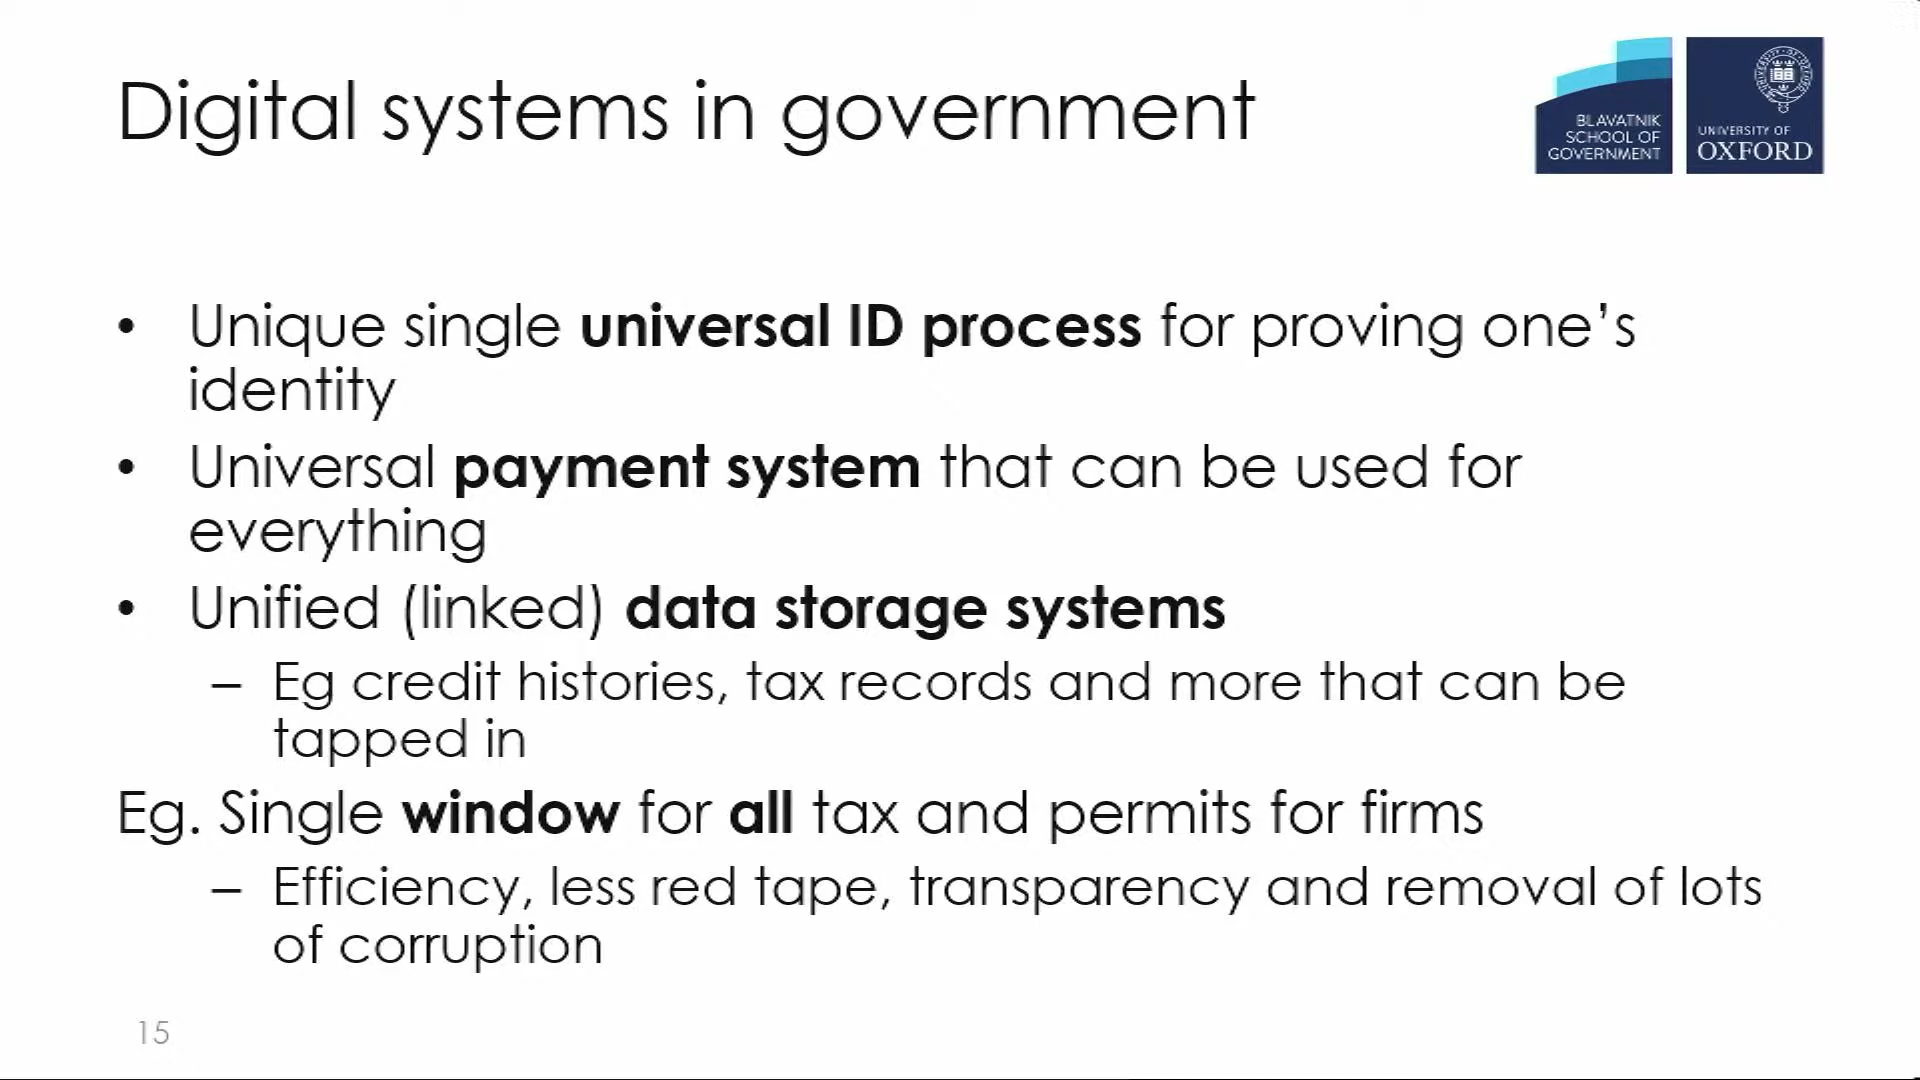 Digital systems in government
BLAVATNIK
SCHOOL OF
GOVERNMENT
UNIVERSITY OF
OXFORD
• Unique single universal ID process for proving one’s
identity
• Universal payment system that can be used for
everything
• Unified (linked) data storage systems
– Eg credit histories, tax records and more that can be
tapped in
Eg. Single window for all tax and permits for firms
– Efficiency, less red tape, transparency and removal of lots
of corruption
15